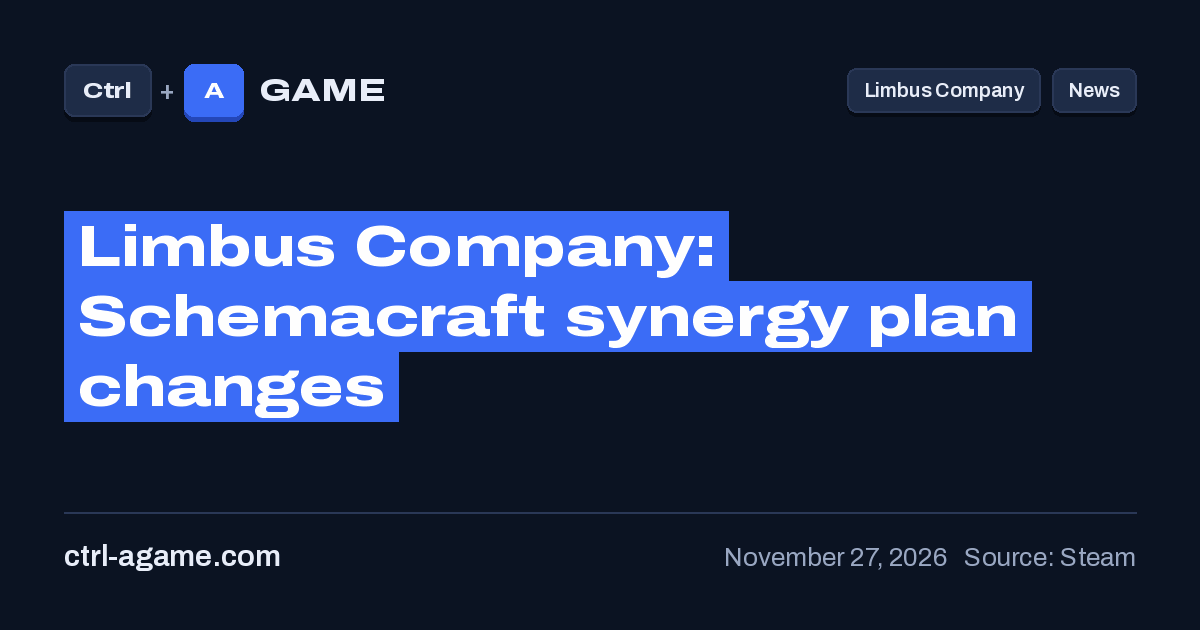 Ctrl + A GAME
Limbus Company News
Limbus Company:
Schemacraft synergy plan
changes
ctrl-agame.com
November 27, 2026 Source: Steam